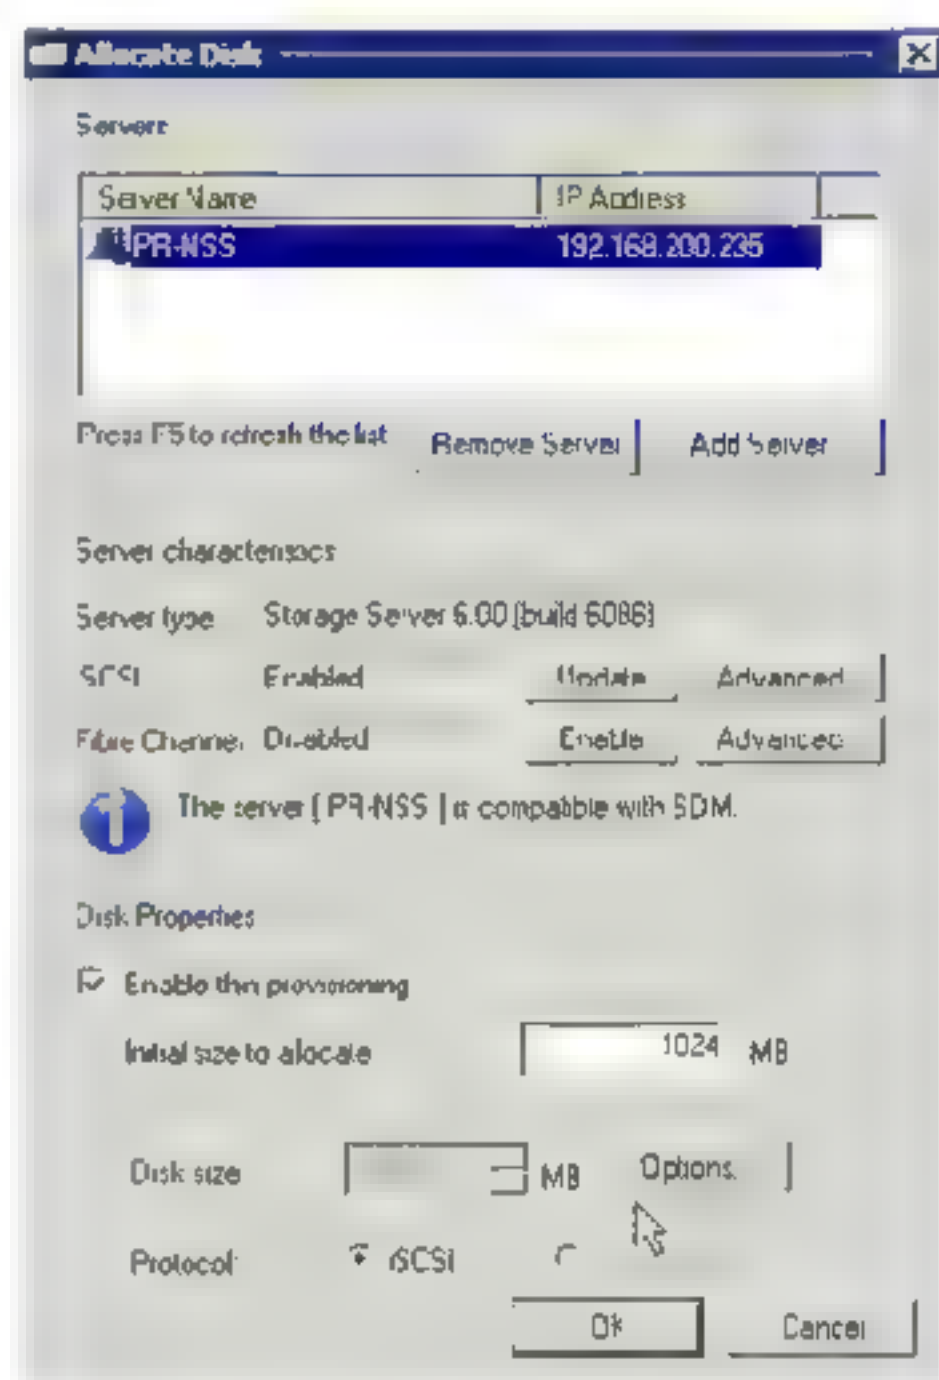 Allocate Disk
Servers
Server Name IP Address
IPR-NSS 192.168.200.235
Press F5 to refresh the list Remove Server Add Server
Server characteristics
Server type Storage Server 6.00 [build 6086]
iSCSI Enabled Update Advanced
Fibre Channel Disabled Enable Advanced
The server [ IPR-NSS ] is compatible with SDM.
Disk Properties
Enable thin provisioning
Initial size to allocate 1024 MB
Disk size MB Options
Protocol: iSCSI
Ok Cancel